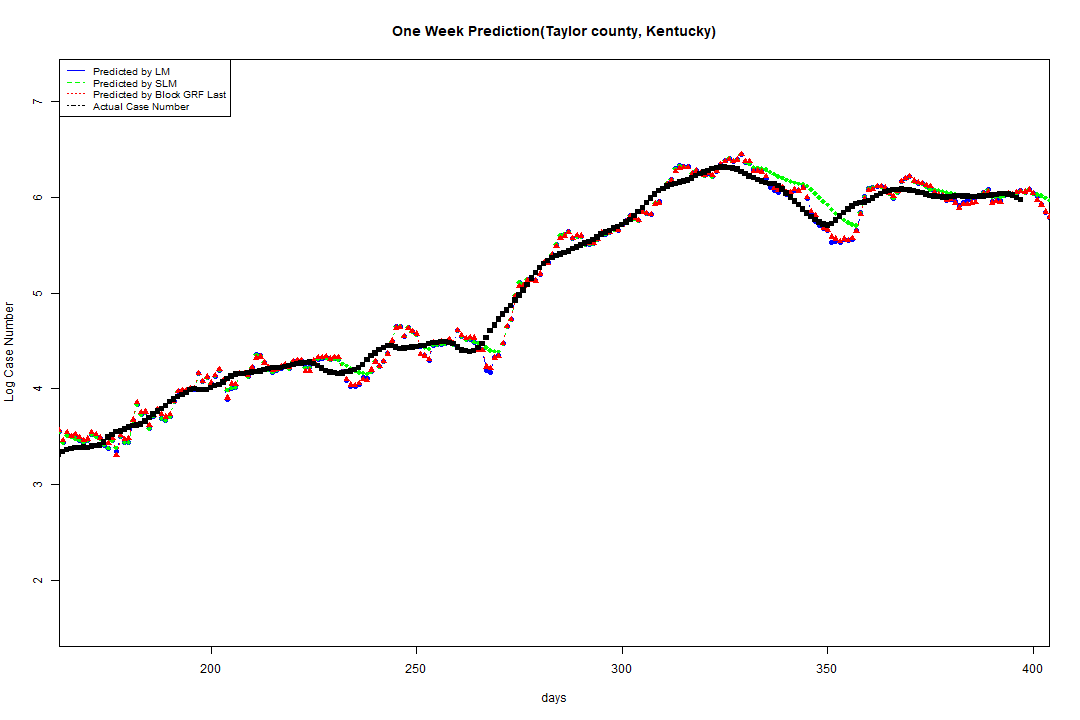 One Week Prediction(Taylor county, Kentucky)
Predicted by LM
Predicted by SLM
Predicted by Block GRF Last
Actual Case Number
7
6
5
4
3
2
Log Case Number
200
250
300
350
400
days